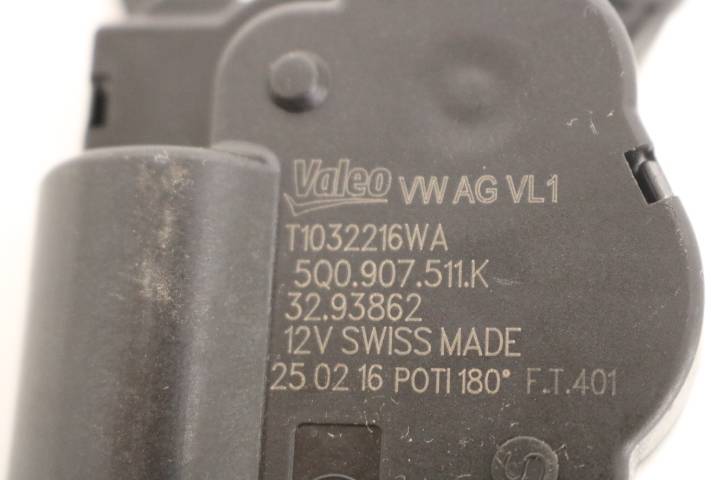 Valeo VW AG VL1
T1032216WA
5Q0.907.511.K
32.93862
12V SWISS MADE
25 02 16 POTI 180° F.T.401